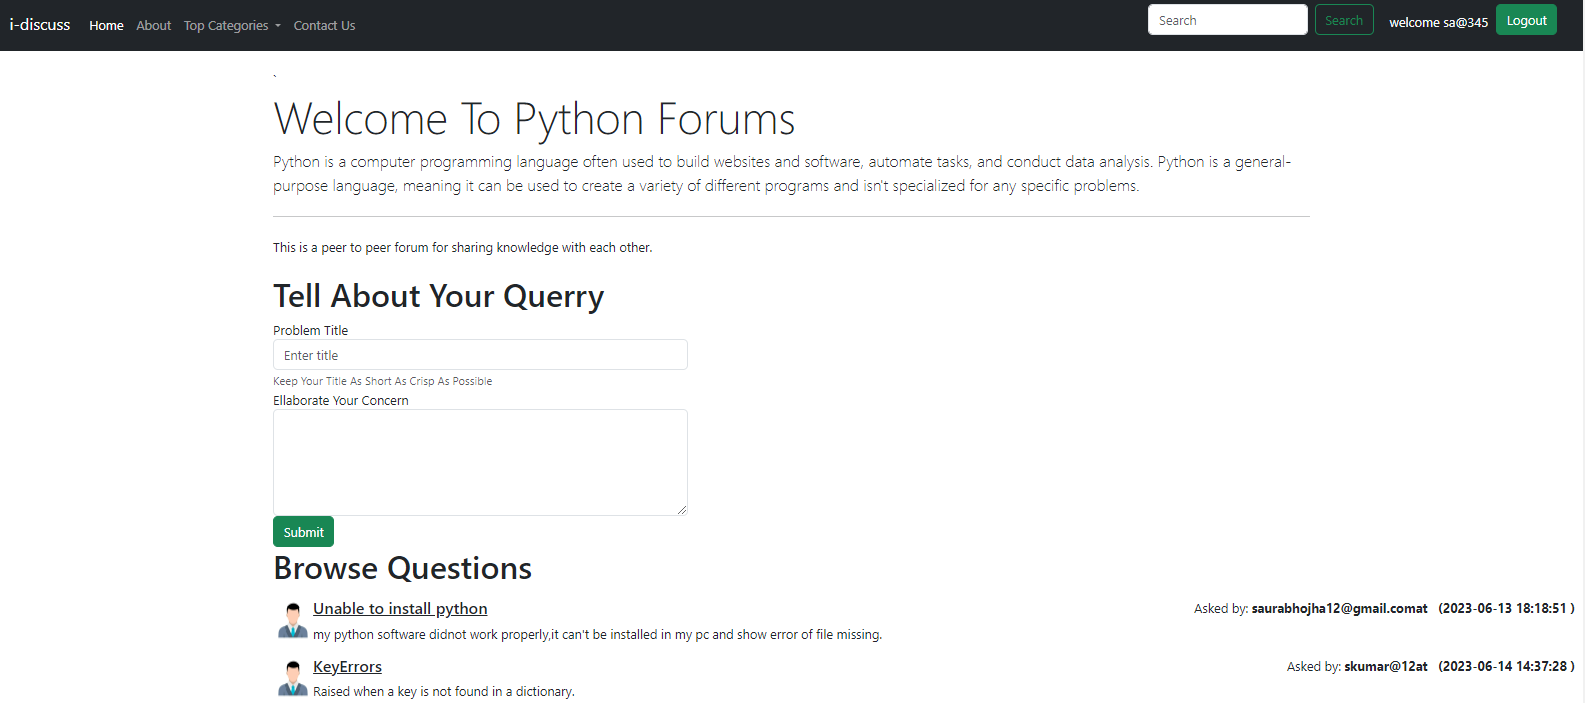 i-discuss Home About Top Categories Contact Us Search Search welcome sa@345 Logout
`
Welcome To Python Forums
Python is a computer programming language often used to build websites and software, automate tasks, and conduct data analysis. Python is a general-
purpose language, meaning it can be used to create a variety of different programs and isn't specialized for any specific problems.
This is a peer to peer forum for sharing knowledge with each other.
Tell About Your Querry
Problem Title
Enter title
Keep Your Title As Short As Crisp As Possible
Ellaborate Your Concern
Submit
Browse Questions
Unable to install python Asked by: saurabhojha12@gmail.comat (2023-06-13 18:18:51 )
my python software didnot work properly,it can't be installed in my pc and show error of file missing.
KeyErrors Asked by: skumar@12at (2023-06-14 14:37:28 )
Raised when a key is not found in a dictionary.